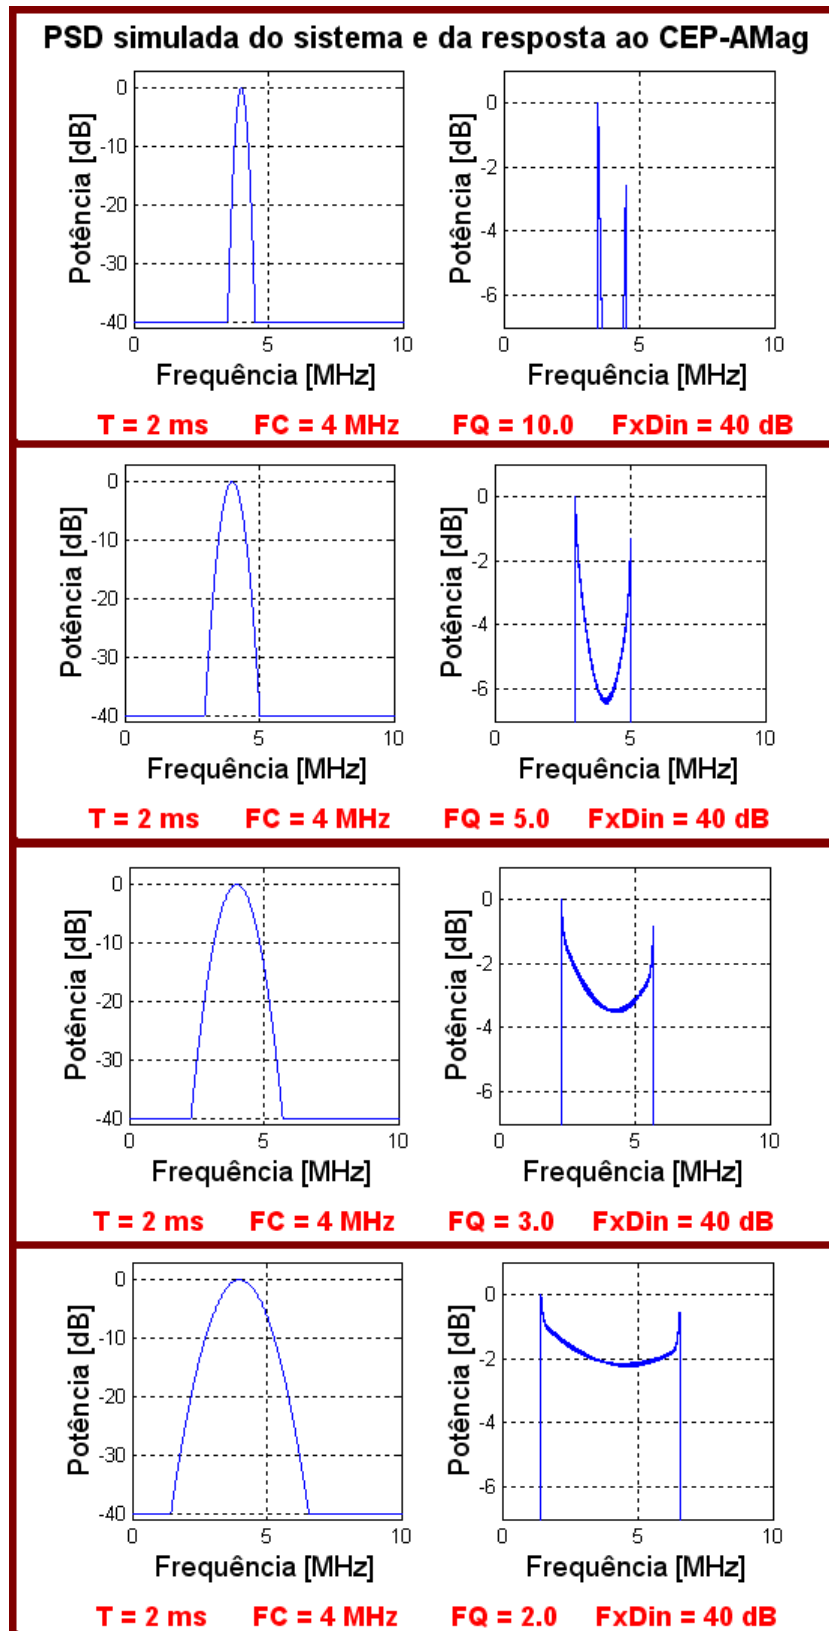 PSD simulada do sistema e da resposta ao CEP-AMag
Potência [dB]
0
-10
-20
-30
-40
0 5 10
Frequência [MHz]
Potência [dB]
0
-2
-4
-6
0 5 10
Frequência [MHz]
T = 2 ms FC = 4 MHz FQ = 10.0 FxDin = 40 dB
Potência [dB]
0
-10
-20
-30
-40
0 5 10
Frequência [MHz]
Potência [dB]
0
-2
-4
-6
0 5 10
Frequência [MHz]
T = 2 ms FC = 4 MHz FQ = 5.0 FxDin = 40 dB
Potência [dB]
0
-10
-20
-30
-40
0 5 10
Frequência [MHz]
Potência [dB]
0
-2
-4
-6
0 5 10
Frequência [MHz]
T = 2 ms FC = 4 MHz FQ = 3.0 FxDin = 40 dB
Potência [dB]
0
-10
-20
-30
-40
0 5 10
Frequência [MHz]
Potência [dB]
0
-2
-4
-6
0 5 10
Frequência [MHz]
T = 2 ms FC = 4 MHz FQ = 2.0 FxDin = 40 dB